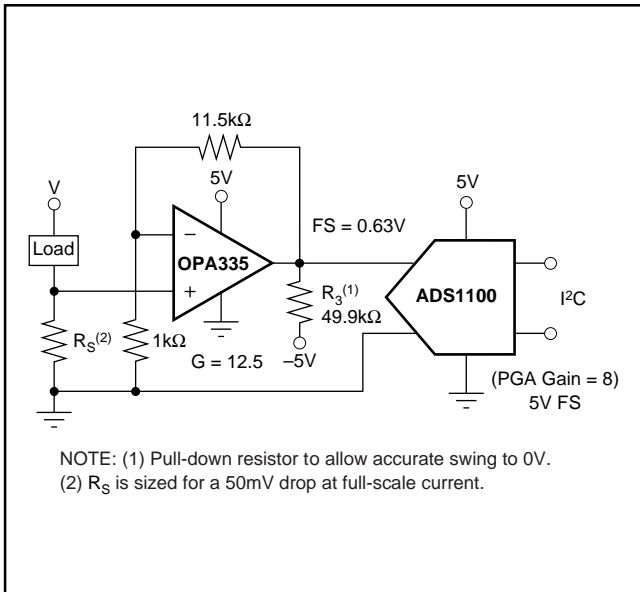 11.5kΩ
V
5V
5V
Load
FS = 0.63V
−
OPA335
+
R3(1)
49.9kΩ
ADS1100
I2C
RS(2)
1kΩ
G = 12.5
–5V
(PGA Gain = 8)
5V FS
NOTE: (1) Pull-down resistor to allow accurate swing to 0V.
(2) RS is sized for a 50mV drop at full-scale current.